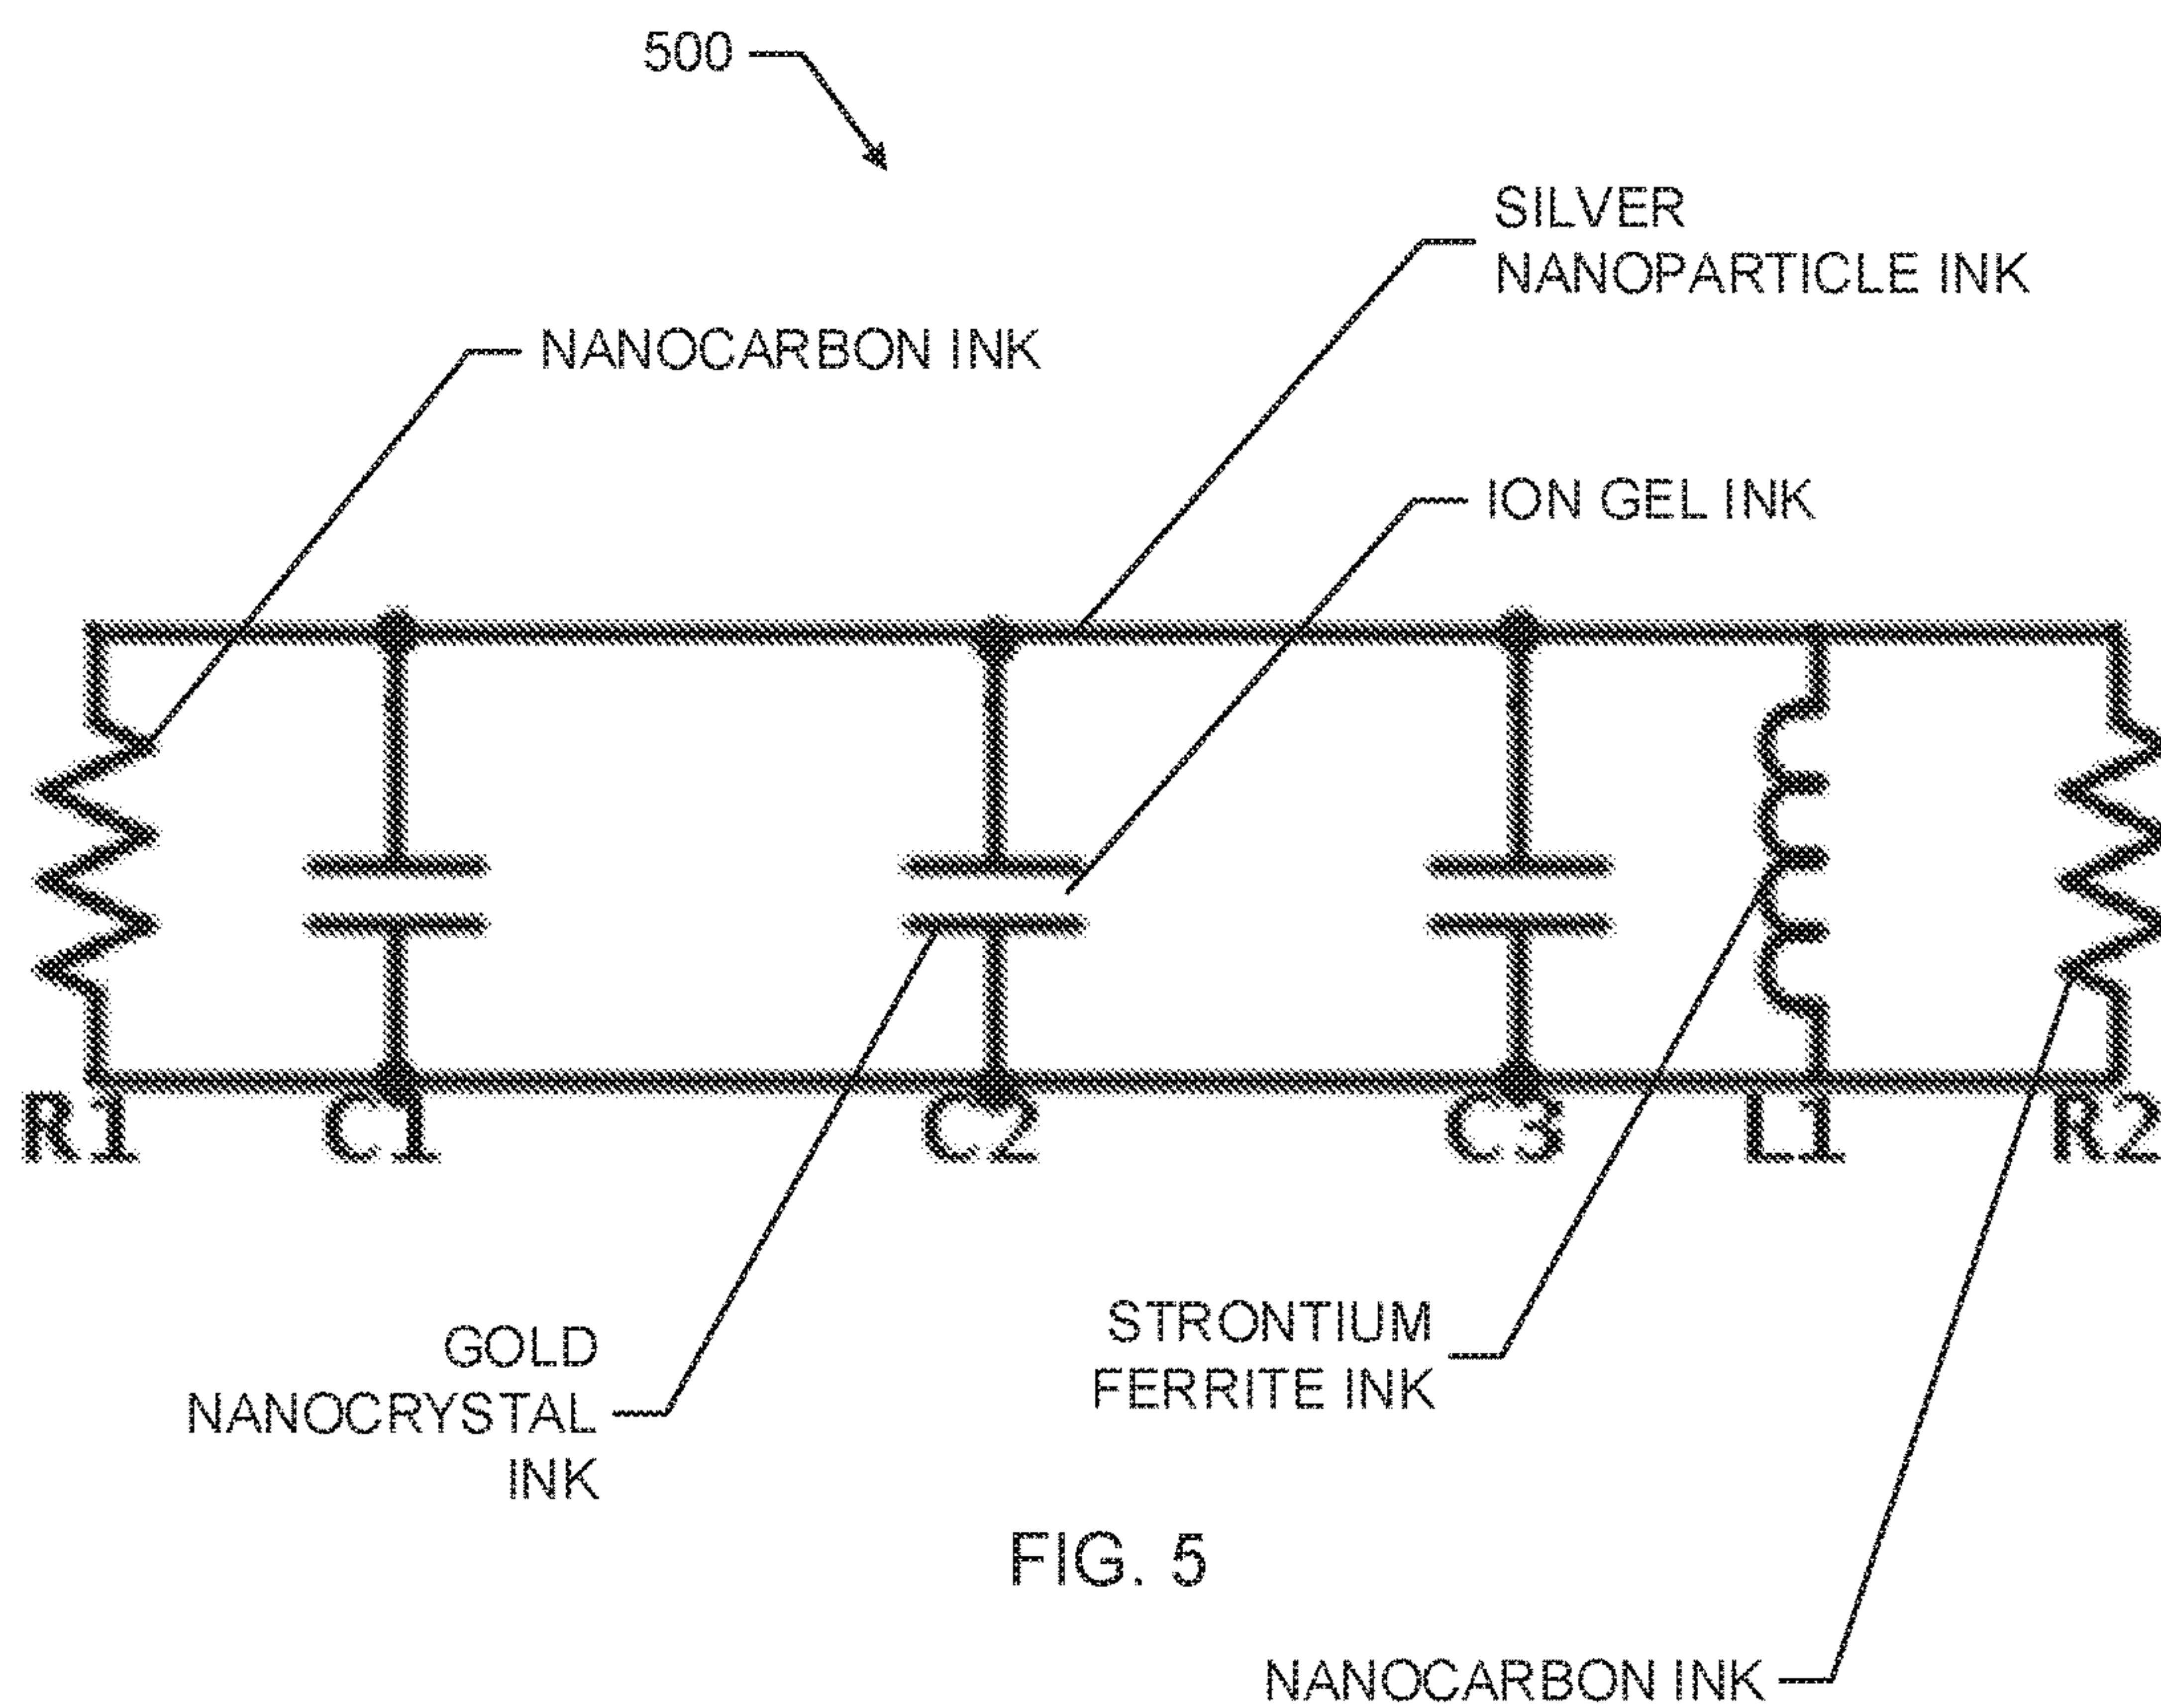 500
SILVER
NANOPARTICLE INK
NANOCARBON INK
ION GEL INK
R1 C1 C2 C3 L1 R2
GOLD
NANOCRYSTAL
INK
STRONTIUM
FERRITE INK
FIG. 5
NANOCARBON INK